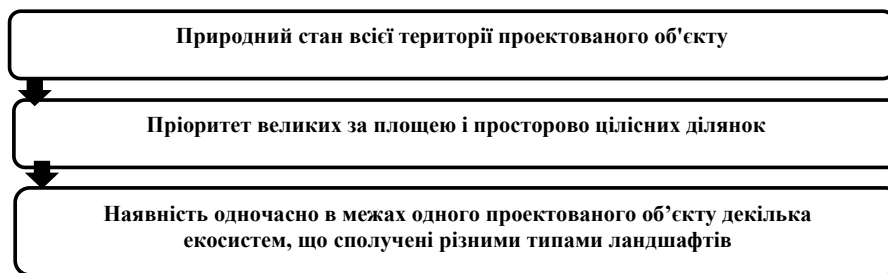 Природний стан всієї території проектованого об'єкту
Пріоритет великих за площею і просторово цілісних ділянок
Наявність одночасно в межах одного проектованого об’єкту декілька
екосистем, що сполучені різними типами ландшафтів